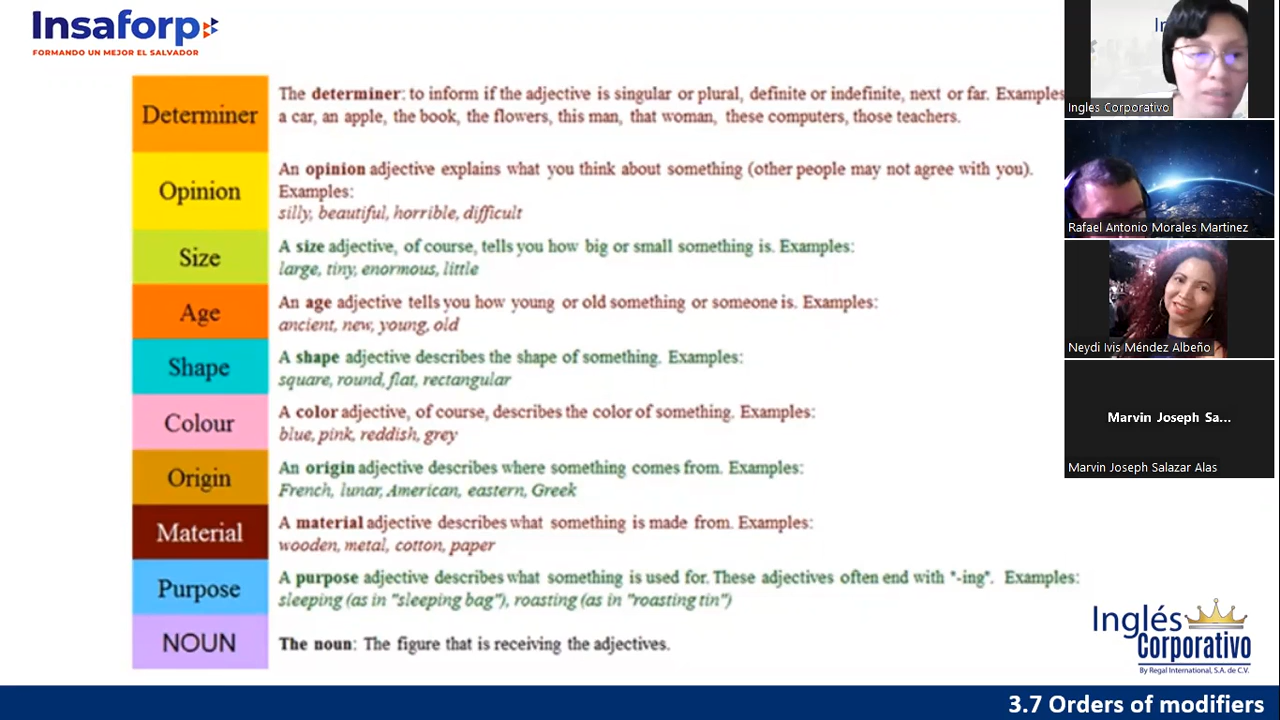 Insaforp
FORMANDO UN MEJOR EL SALVADOR
Determiner
The determiner: to inform if the adjective is singular or plural, definite or indefinite, next or far. Examples
a car, an apple, the book, the flowers, this man, that woman, these computers, those teachers.
Opinion
An opinion adjective explains what you think about something (other people may not agree with you).
Examples:
silly, beautiful, horrible, difficult
Size
A size adjective, of course, tells you how big or small something is. Examples:
large, tiny, enormous, little
Age
An age adjective tells you how young or old something or someone is. Examples:
ancient, new, young, old
Shape
A shape adjective describes the shape of something. Examples:
square, round, flat, rectangular
Colour
A color adjective, of course, describes the color of something. Examples:
blue, pink, reddish, grey
Origin
An origin adjective describes where something comes from. Examples:
French, lunar, American, eastern, Greek
Material
A material adjective describes what something is made from. Examples:
wooden, metal, cotton, paper
Purpose
A purpose adjective describes what something is used for. These adjectives often end with "-ing". Examples:
sleeping (as in "sleeping bag"), roasting (as in "roasting tin")
NOUN
The noun: The figure that is receiving the adjectives.
Ingles Corporativo
Rafael Antonio Morales Martinez
Neydi Ivis Méndez Albeño
Marvin Joseph Sa...
Marvin Joseph Salazar Alas
Inglés
Corporativo
By Regal International, S.A. de C.V.
3.7 Orders of modifiers